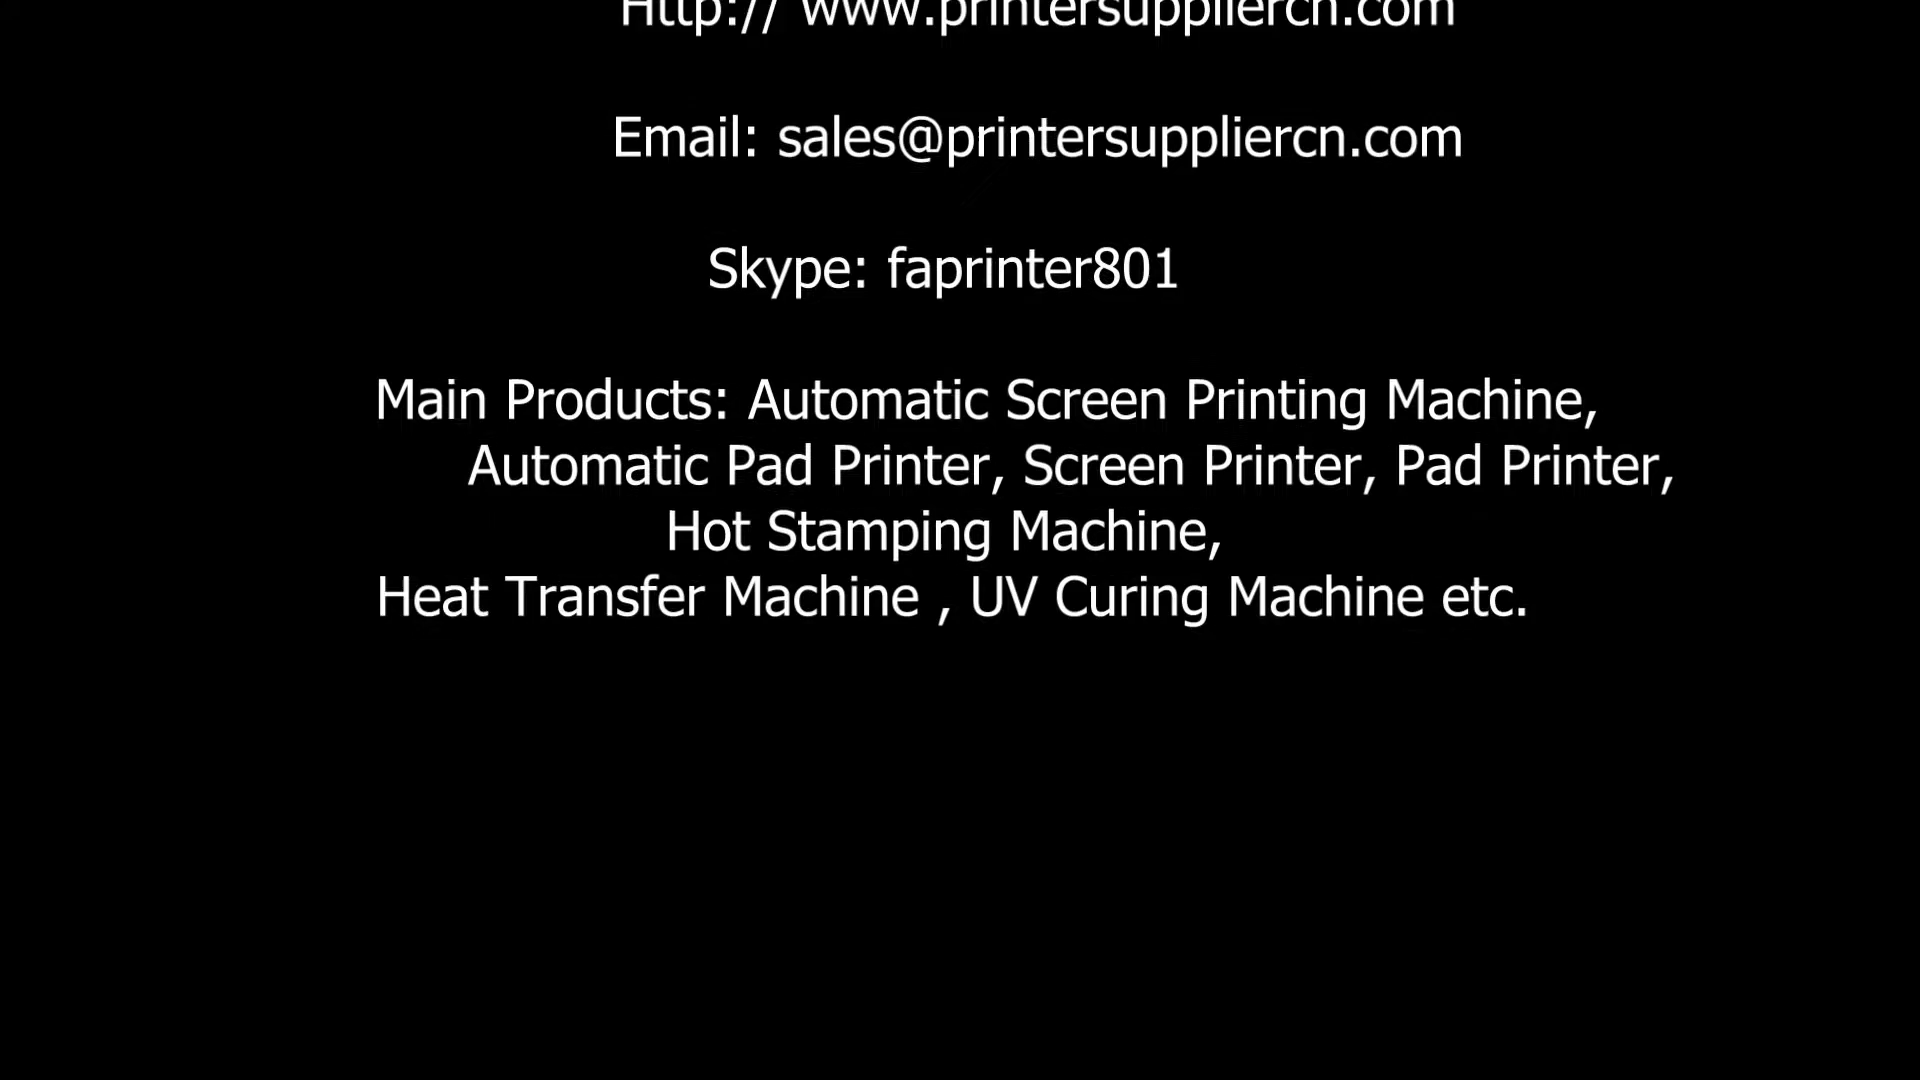 Http:// www.printersuppliercn.com
Email: sales@printersuppliercn.com
Skype: faprinter801
Main Products: Automatic Screen Printing Machine,
Automatic Pad Printer, Screen Printer, Pad Printer,
Hot Stamping Machine,
Heat Transfer Machine , UV Curing Machine etc.